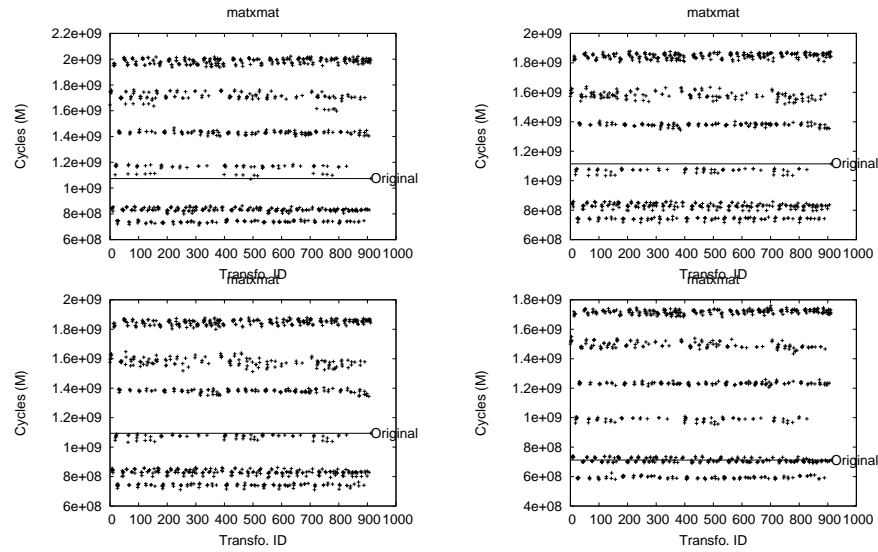 matxmat
2.2e+09
2e+09
1.8e+09
1.6e+09
1.4e+09
1.2e+09
1e+09
8e+08
6e+08
Cycles (M)
Original
0 100 200 300 400 500 600 700 800 900 1000
Transfo. ID
matxmat
2e+09
1.8e+09
1.6e+09
1.4e+09
1.2e+09
1e+09
8e+08
6e+08
Cycles (M)
Original
0 100 200 300 400 500 600 700 800 900 1000
Transfo. ID
matxmat
2e+09
1.8e+09
1.6e+09
1.4e+09
1.2e+09
1e+09
8e+08
6e+08
Cycles (M)
Original
0 100 200 300 400 500 600 700 800 900 1000
Transfo. ID
matxmat
1.8e+09
1.6e+09
1.4e+09
1.2e+09
1e+09
8e+08
6e+08
4e+08
Cycles (M)
Original
0 100 200 300 400 500 600 700 800 900 1000
Transfo. ID